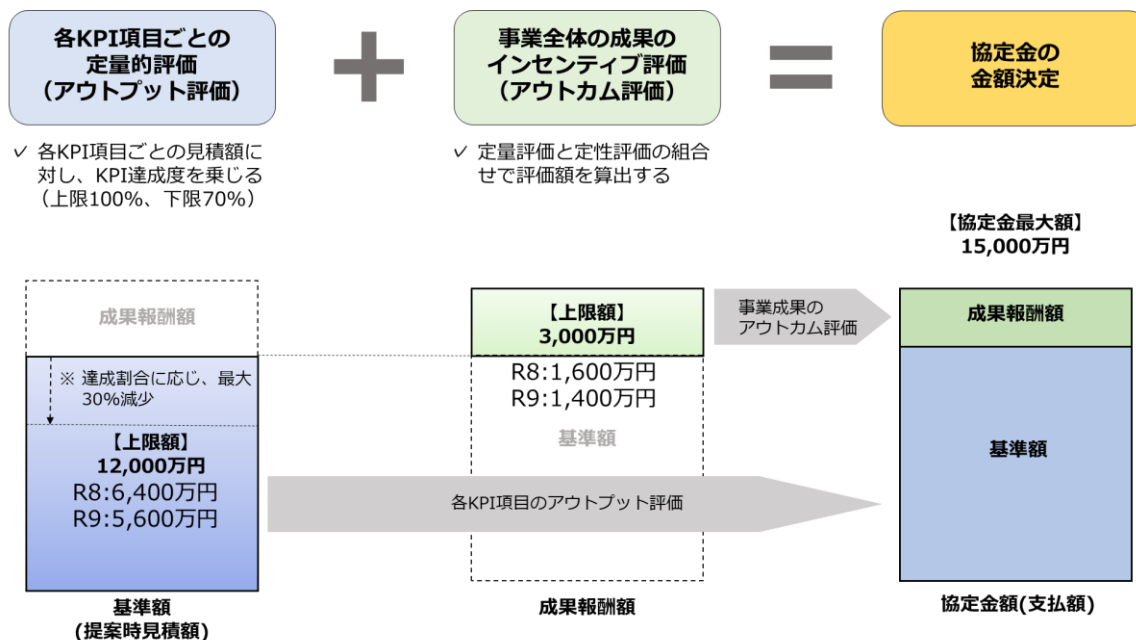 各KPI項目ごとの
定量的評価
（アウトプット評価）
事業全体の成果の
インセンティブ評価
（アウトカム評価）
協定金の
金額決定
✓ 各KPI項目ごとの見積額に
対し、KPI達成度を乗じる
（上限100%、下限70%）
✓ 定量評価と定性評価の組合
せで評価額を算出する
【協定金最大額】
15,000万円
成果報酬額
※ 達成割合に応じ、最大
30%減少
【上限額】
12,000万円
R8:6,400万円
R9:5,600万円
基準額
(提案時見積額)
【上限額】
3,000万円
R8:1,600万円
R9:1,400万円
基準額
成果報酬額
事業成果の
アウトカム評価
各KPI項目のアウトプット評価
成果報酬額
基準額
協定金額(支払額)